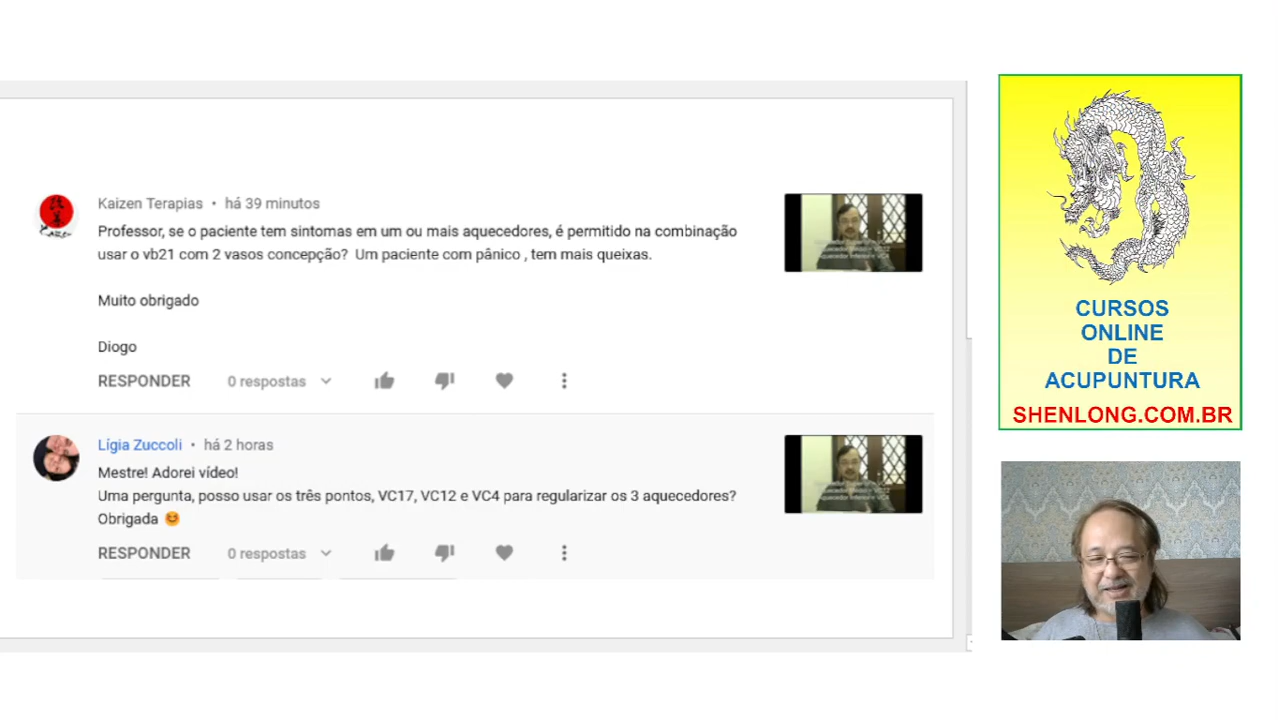 Kaizen Terapias • há 39 minutos
Professor, se o paciente tem sintomas em um ou mais aquecedores, é permitido na combinação
usar o vb21 com 2 vasos concepção? Um paciente com pânico , tem mais queixas.
Muito obrigado
Diogo
RESPONDER 0 respostas
Lígia Zuccoli • há 2 horas
Mestre! Adorei vídeo!
Uma pergunta, posso usar os três pontos, VC17, VC12 e VC4 para regularizar os 3 aquecedores?
Obrigada 😊
RESPONDER 0 respostas
CURSOS
ONLINE
DE
ACUPUNTURA
SHENLONG.COM.BR